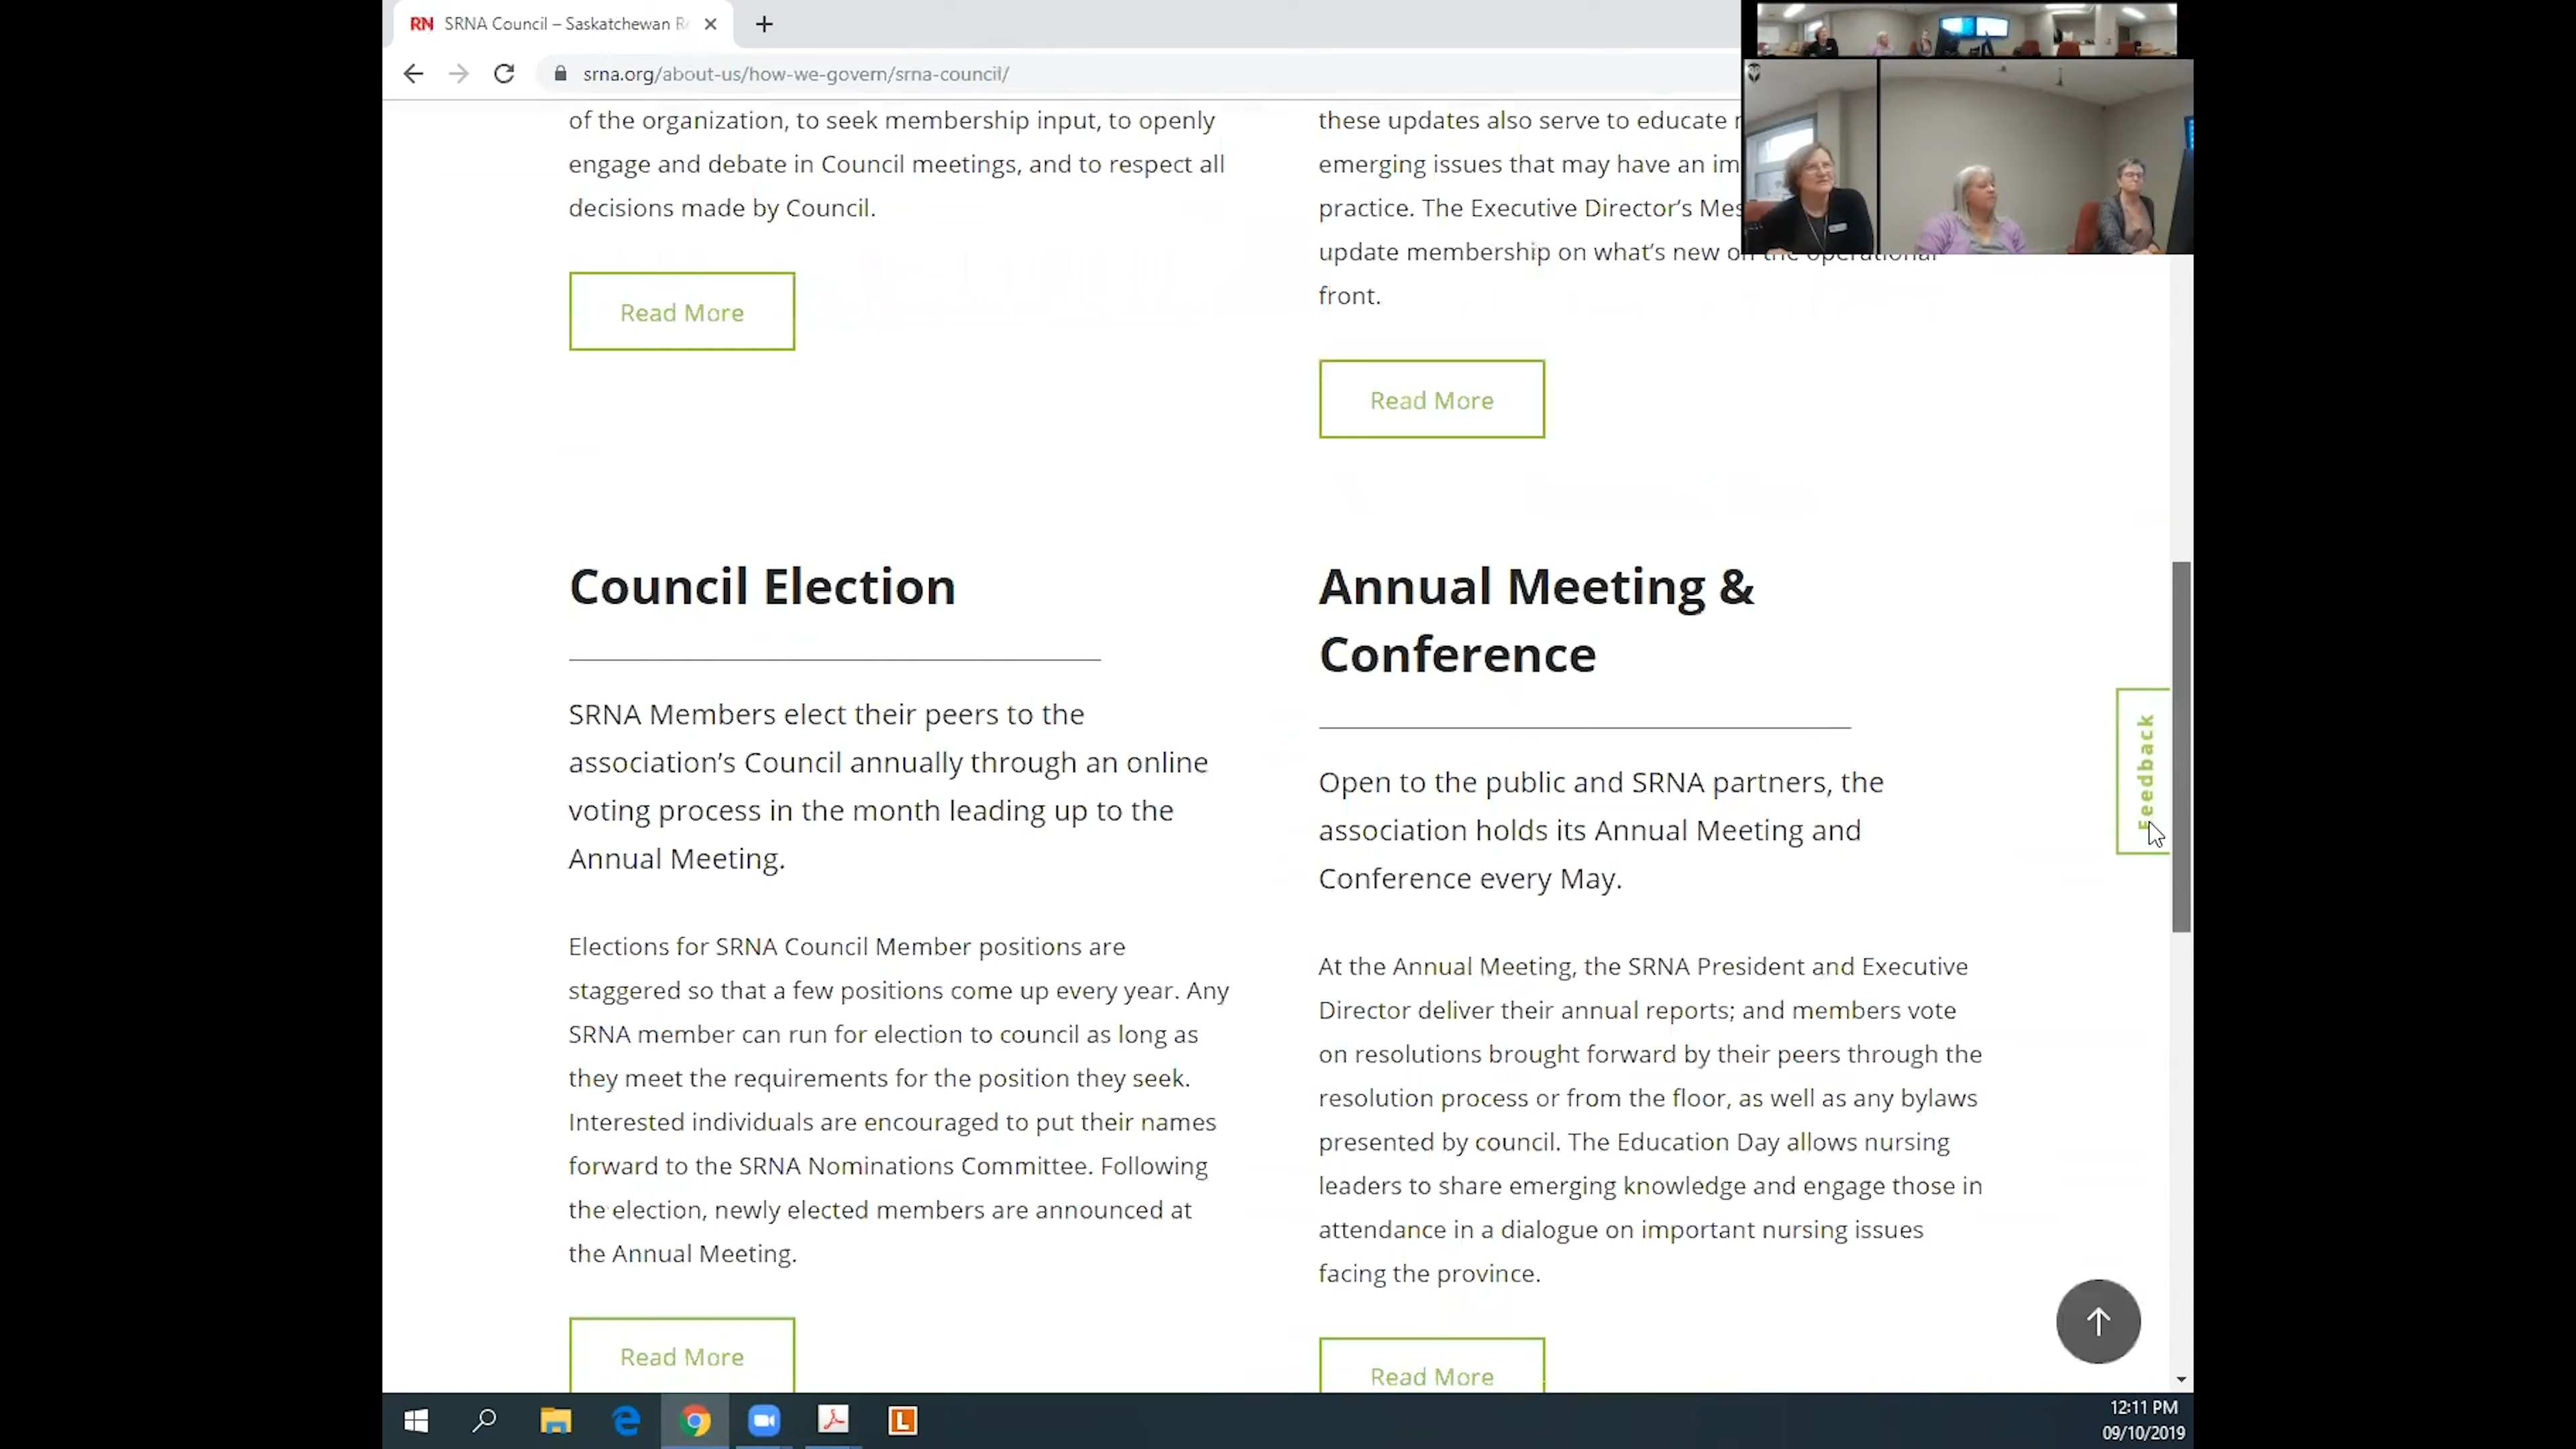 RN SRNA Council – Saskatchewan R
srna.org/about-us/how-we-govern/srna-council/
of the organization, to seek membership input, to openly
engage and debate in Council meetings, and to respect all
decisions made by Council.
Read More
these updates also serve to educate
emerging issues that may have an im
practice. The Executive Director’s Mes
update membership on what’s new on the operational
front.
Read More
Council Election
SRNA Members elect their peers to the
association’s Council annually through an online
voting process in the month leading up to the
Annual Meeting.
Elections for SRNA Council Member positions are
staggered so that a few positions come up every year. Any
SRNA member can run for election to council as long as
they meet the requirements for the position they seek.
Interested individuals are encouraged to put their names
forward to the SRNA Nominations Committee. Following
the election, newly elected members are announced at
the Annual Meeting.
Read More
Annual Meeting &
Conference
Open to the public and SRNA partners, the
association holds its Annual Meeting and
Conference every May.
At the Annual Meeting, the SRNA President and Executive
Director deliver their annual reports; and members vote
on resolutions brought forward by their peers through the
resolution process or from the floor, as well as any bylaws
presented by council. The Education Day allows nursing
leaders to share emerging knowledge and engage those in
attendance in a dialogue on important nursing issues
facing the province.
Read More
Feedback
L
12:11 PM
09/10/2019